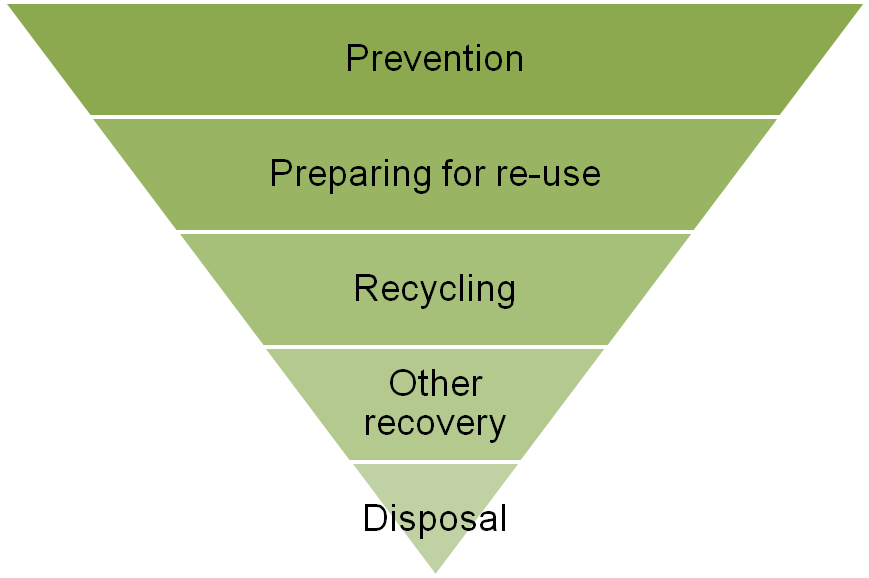 Prevention
Preparing for re-use
Recycling
Other
recovery
Disposal